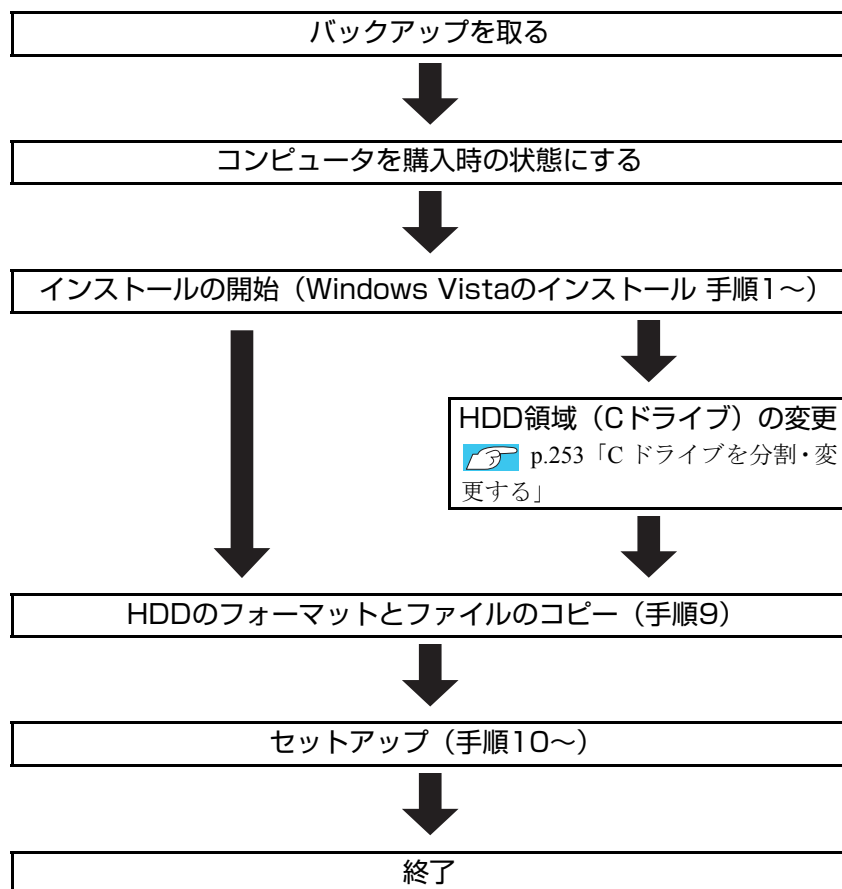 バックアップを取る
コンピュータを購入時の状態にする
インストールの開始（Windows Vistaのインストール 手順1～）
HDD領域（Cドライブ）の変更
p.253「C ドライブを分割・変
更する」
HDDのフォーマットとファイルのコピー（手順9）
セットアップ（手順10～）
終了